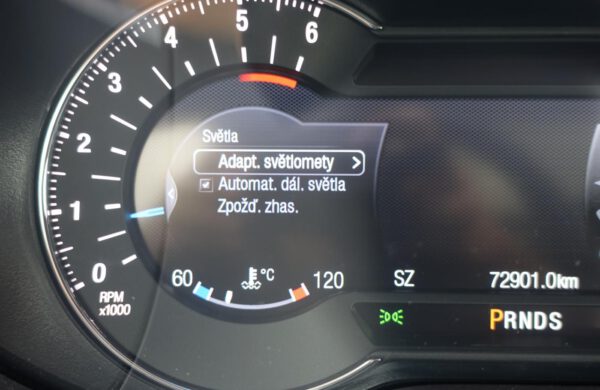 6
5
4
3
2
1
0
RPM
x1000
Světla
Adapt. světlomety >
Automat. dál. světla
Zpožď. zhas.
60 °C 120
SZ 72901.0km
PRNDS